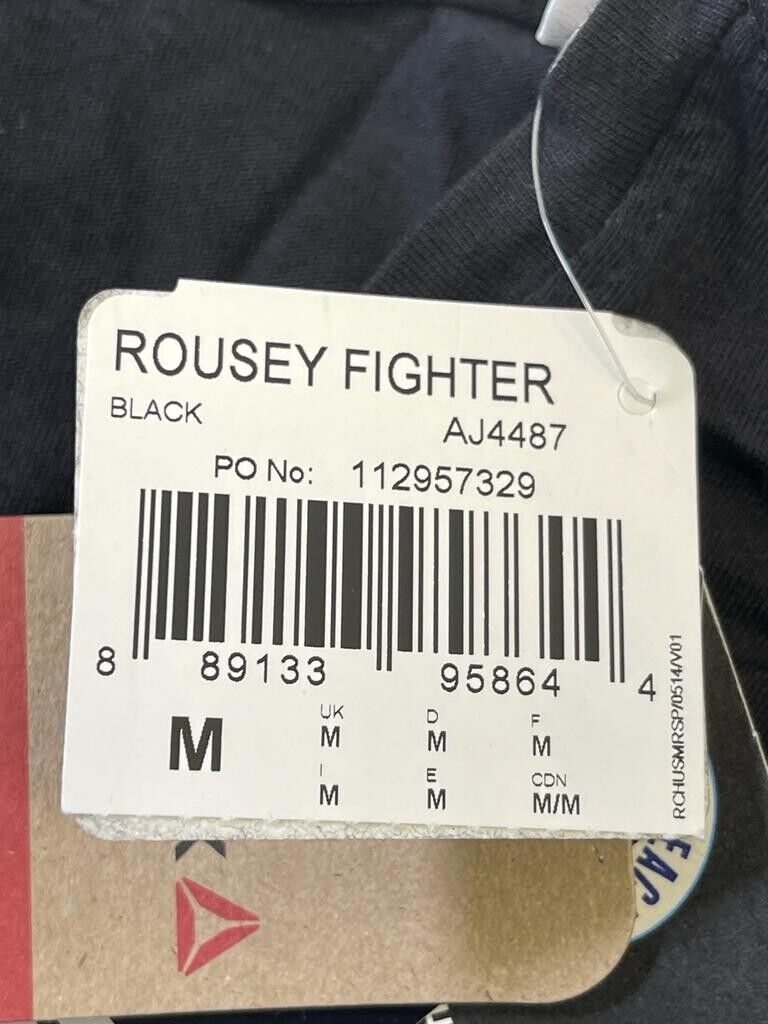 ROUSEY FIGHTER
BLACK
AJ4487
PO No: 112957329
8 89133 95864 4
M
UK D F
M M M
I E CDN
M M M/M
RCHUSMRSP/0514/V01